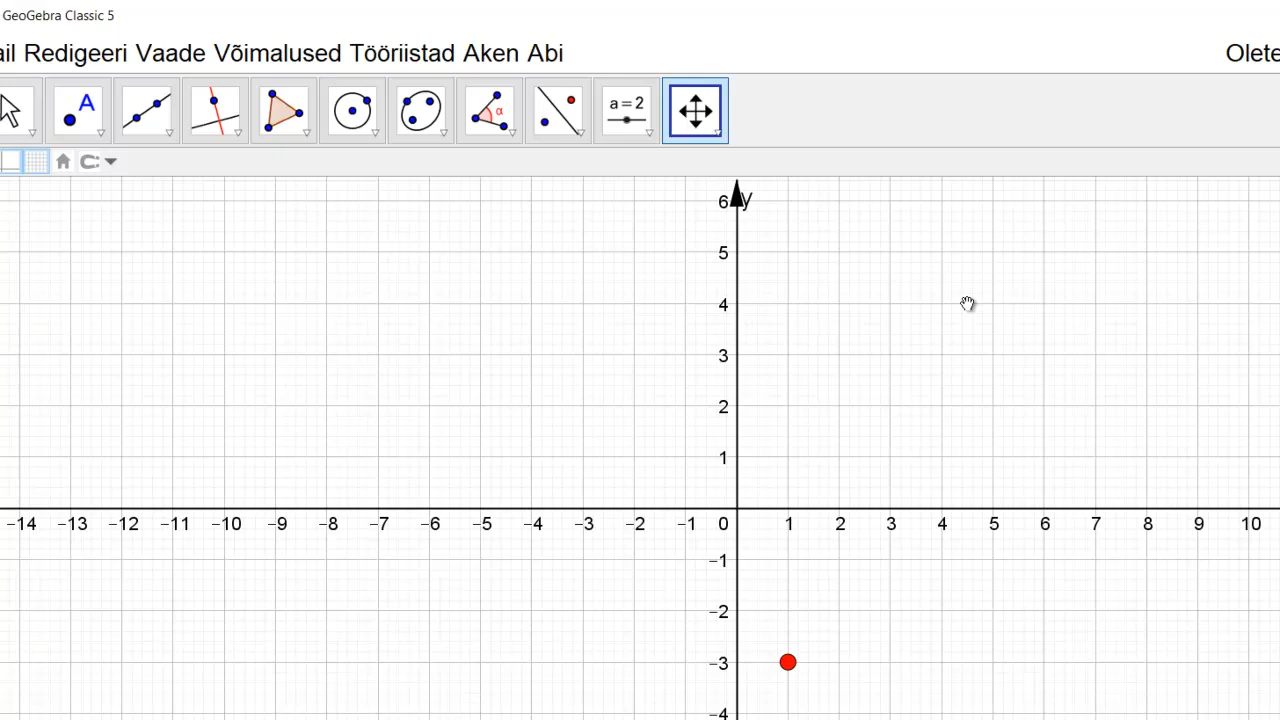 GeoGebra Classic 5
ail Redigeeri Vaade Võimalused Tööriistad Aken Abi
Olete
A
α
a=2
y
6
5
4
3
2
1
−14 −13 −12 −11 −10 −9 −8 −7 −6 −5 −4 −3 −2 −1 0 1 2 3 4 5 6 7 8 9 10
−1
−2
−3
−4